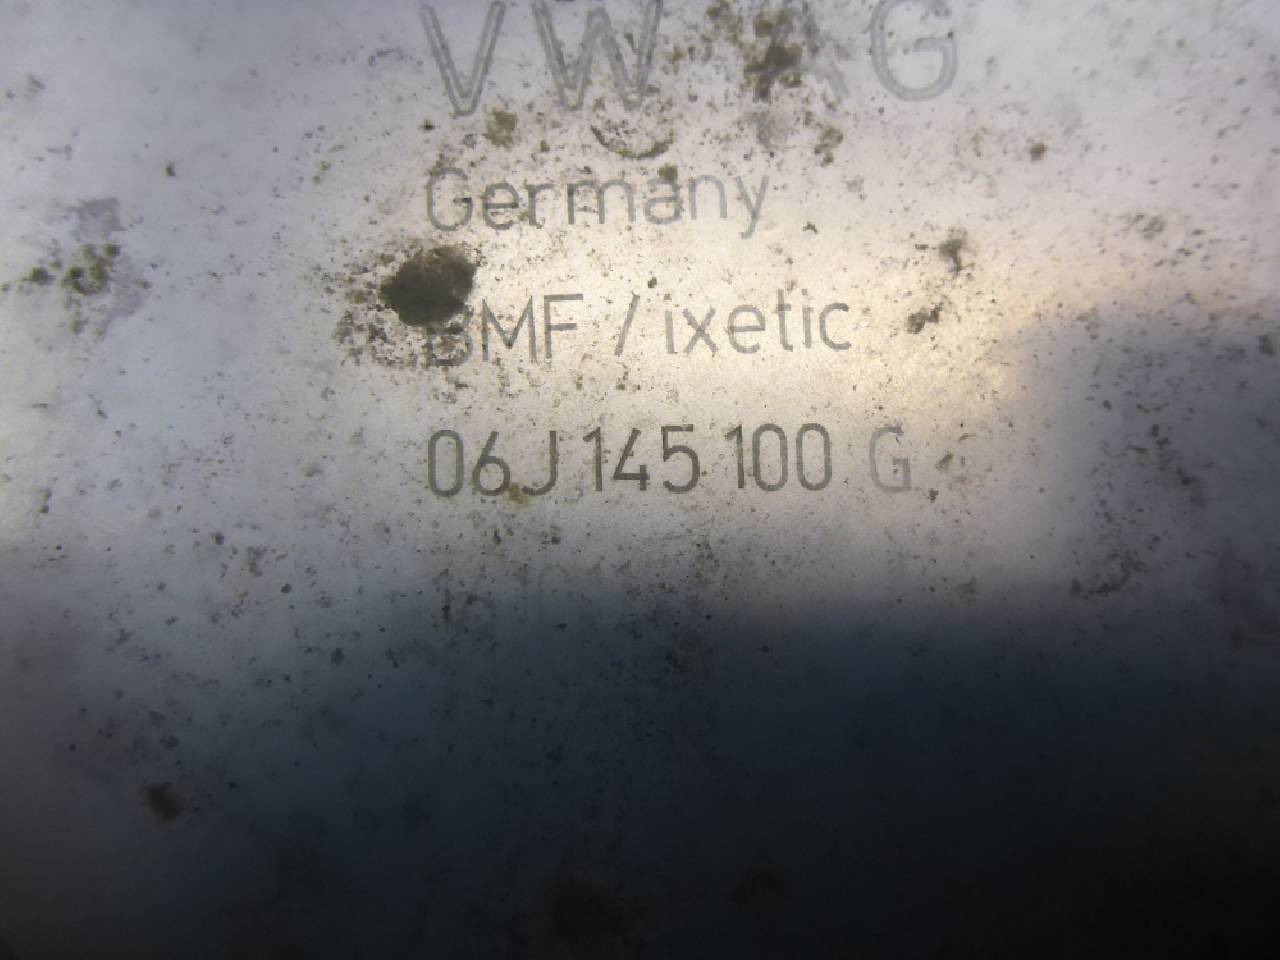 VW AG
Germany
BMF / ixetic
06J 145 100 G